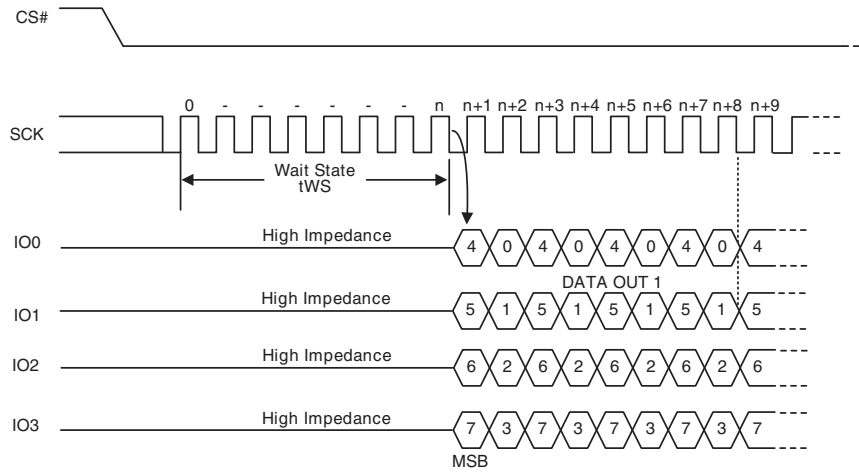 CS#
0 - - - - - - n n+1 n+2 n+3 n+4 n+5 n+6 n+7 n+8 n+9
SCK
Wait State
tWS
IO0 High Impedance 4 0 4 0 4 0 4 0 4
DATA OUT 1
IO1 High Impedance 5 1 5 1 5 1 5 1 5
IO2 High Impedance 6 2 6 2 6 2 6 2 6
IO3 High Impedance 7 3 7 3 7 3 7 3 7
MSB